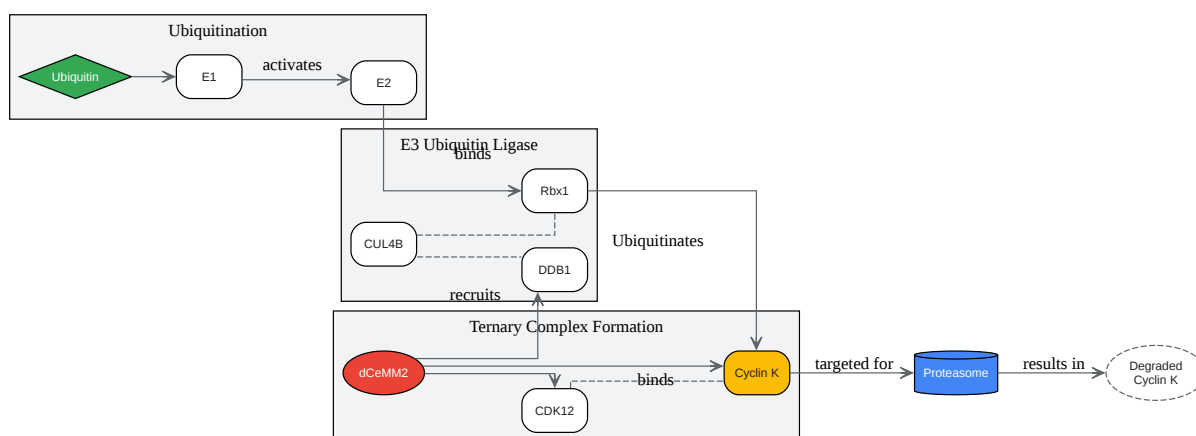 Ubiquitination
Ubiquitin
E1
activates
E2
E3 Ubiquitin Ligase
binds
Rbx1
CUL4B
DDB1
Ubiquitinates
recruits
Ternary Complex Formation
dCeMM2
CDK12
binds
Cyclin K
targeted for
Proteasome
results in
Degraded
Cyclin K